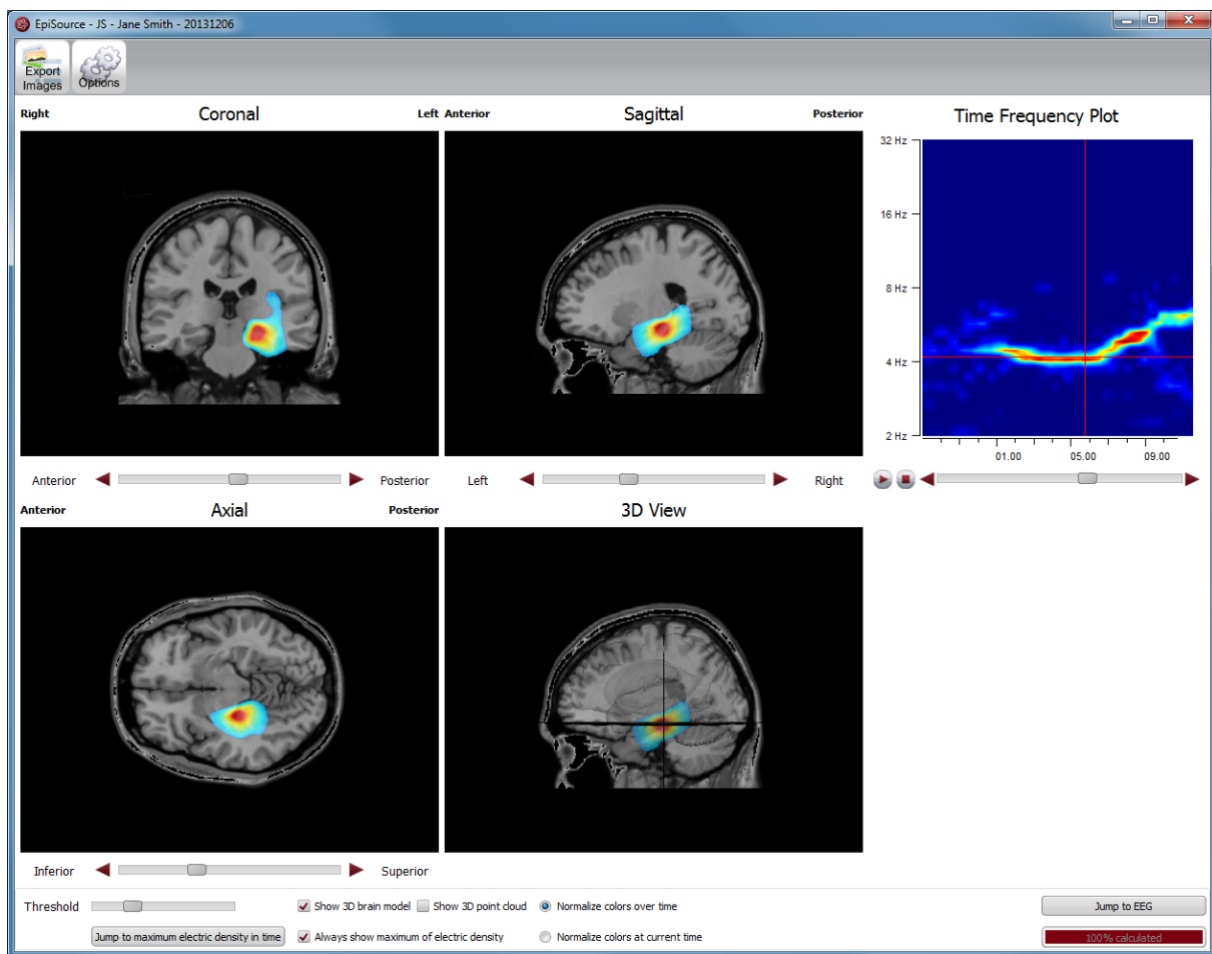 EpiSource - JS - Jane Smith - 20131206
Export
Images
Options
Right Coronal Left
Anterior Sagittal Posterior
Time Frequency Plot
32 Hz
16 Hz
8 Hz
4 Hz
2 Hz
01.00 05.00 09.00
Anterior Posterior
Left Right
Anterior Axial Posterior
3D View
Inferior Superior
Threshold
Show 3D brain model Show 3D point cloud Normalize colors over time
Jump to EEG
Jump to maximum electric density in time
Always show maximum of electric density Normalize colors at current time
100% calculated